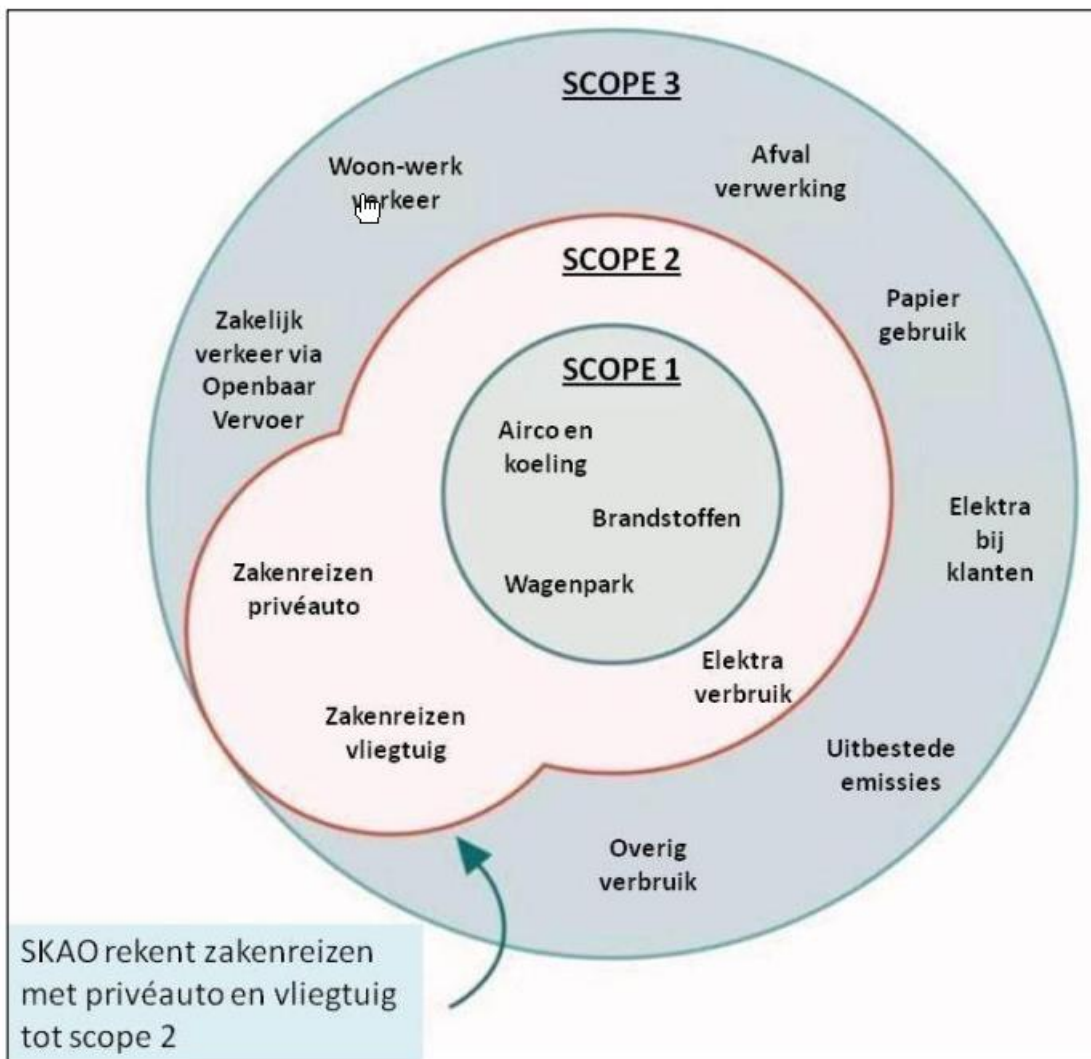 SCOPE 3
Woon-werk
verkeer
Afval
verwerking
Zakelijk
verkeer via
Openbaar
Vervoer
Papier
gebruik
Elektra
bij
klanten
Uitbestede
emissies
Overig
verbruik
SCOPE 2
Zakenreizen
privéauto
Zakenreizen
vliegtuig
Elektra
verbruik
SCOPE 1
Airco en
koeling
Brandstoffen
Wagenpark
SKAO rekent zakenreizen
met privéauto en vliegtuig
tot scope 2